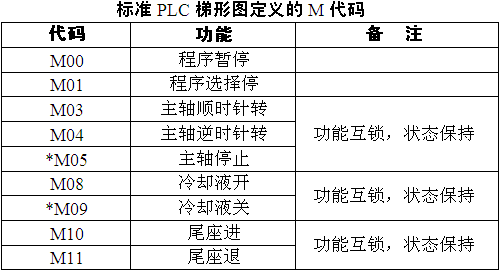 标准 PLC 梯形图定义的 M 代码
代码 功能 备 注
M00 程序暂停
M01 程序选择停
M03 主轴顺时针转
M04 主轴逆时针转 功能互锁，状态保持
*M05 主轴停止
M08 冷却液开
功能互锁，状态保持
*M09 冷却液关
M10 尾座进
功能互锁，状态保持
M11 尾座退